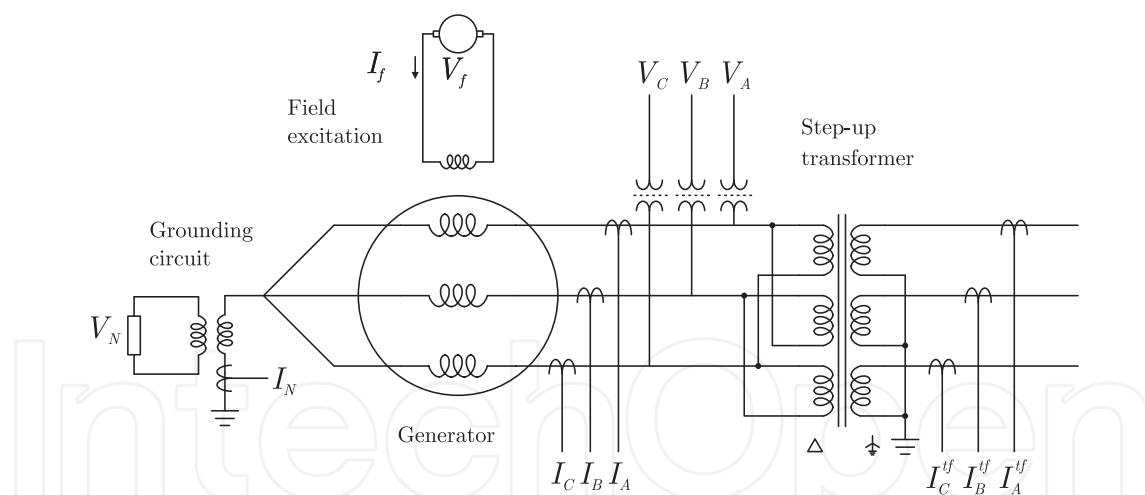 I_f
V_f
Field
excitation
V_C V_B V_A
Step-up
transformer
Grounding
circuit
V_N
I_N
Generator
I_C I_B I_A
Δ
I_C^{tf} I_B^{tf} I_A^{tf}
IntechOpen